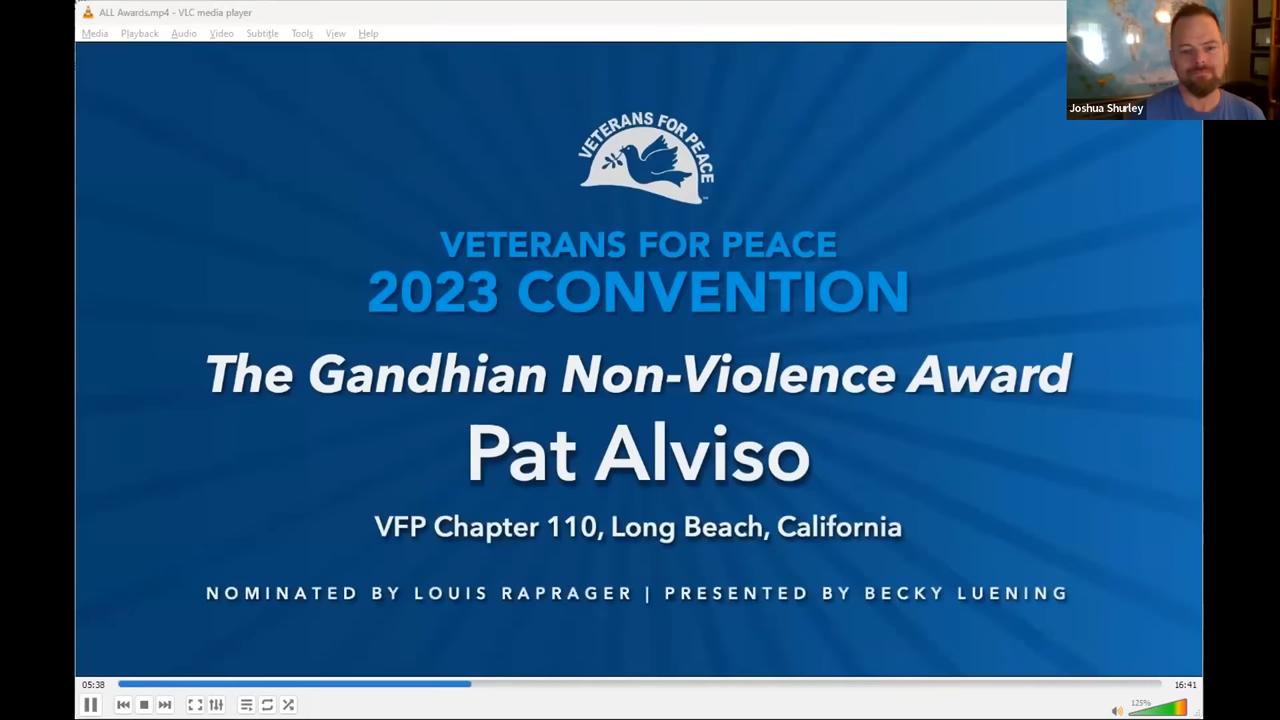 ALL Awards.mp4 - VLC media player
Media Playback Audio Video Subtitle Tools View Help
Joshua Shurley
VETERANS FOR PEACE
VETERANS FOR PEACE
2023 CONVENTION
The Gandhian Non-Violence Award
Pat Alviso
VFP Chapter 110, Long Beach, California
NOMINATED BY LOUIS RAPRAGER | PRESENTED BY BECKY LUENING
05:38
16:41
125%